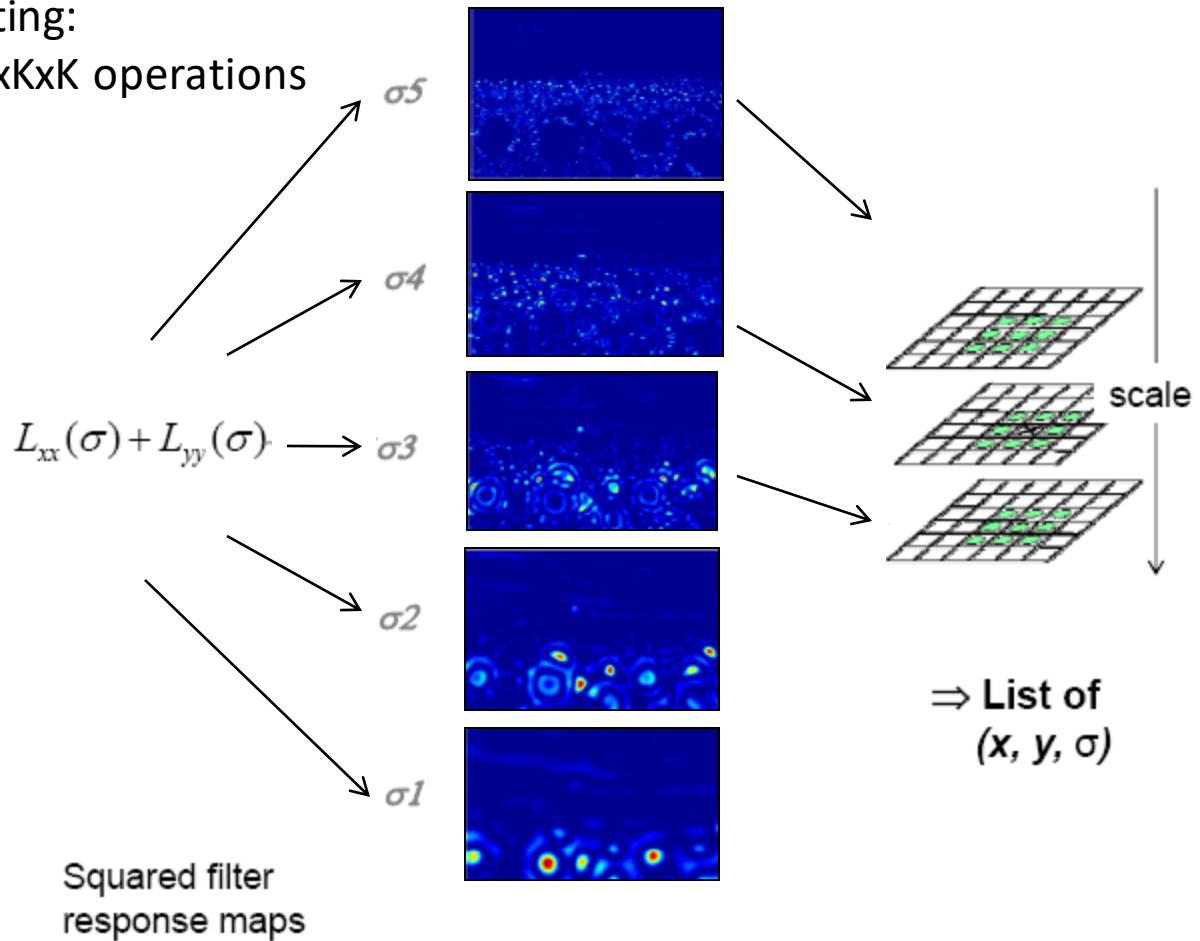 ting:
xKxK operations
σ5
σ4
L_xx(σ) + L_yy(σ)
σ3
scale
σ2
⇒ List of
(x, y, σ)
σ1
Squared filter
response maps